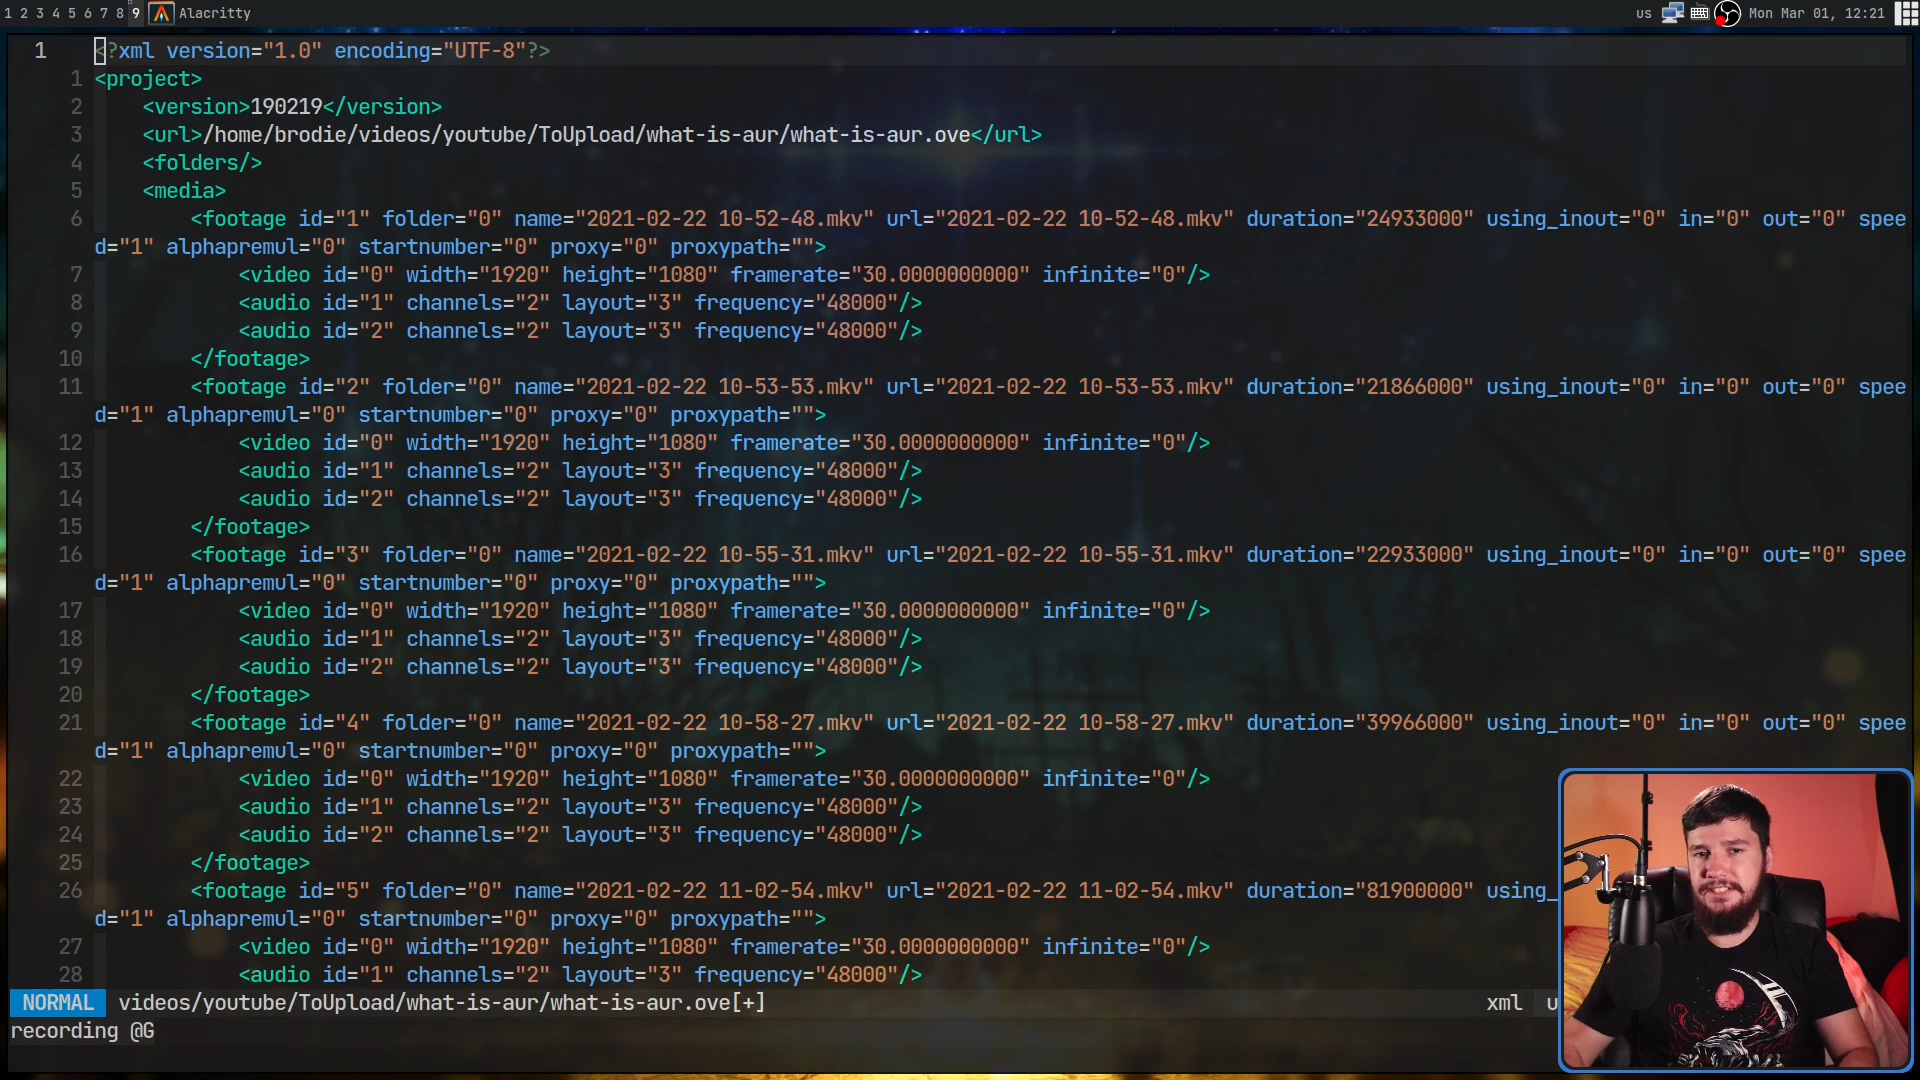 1 2 3 4 5 6 7 8 9 Alacritty us Mon Mar 01, 12:21
1 <?xml version="1.0" encoding="UTF-8"?>
1 <project>
2 <version>190219</version>
3 <url>/home/brodie/videos/youtube/ToUpload/what-is-aur/what-is-aur.ove</url>
4 <folders/>
5 <media>
6 <footage id="1" folder="0" name="2021-02-22 10-52-48.mkv" url="2021-02-22 10-52-48.mkv" duration="24933000" using_inout="0" in="0" out="0" spee
d="1" alphapremul="0" startnumber="0" proxy="0" proxypath="">
7 <video id="0" width="1920" height="1080" framerate="30.0000000000" infinite="0"/>
8 <audio id="1" channels="2" layout="3" frequency="48000"/>
9 <audio id="2" channels="2" layout="3" frequency="48000"/>
10 </footage>
11 <footage id="2" folder="0" name="2021-02-22 10-53-53.mkv" url="2021-02-22 10-53-53.mkv" duration="21866000" using_inout="0" in="0" out="0" spee
d="1" alphapremul="0" startnumber="0" proxy="0" proxypath="">
12 <video id="0" width="1920" height="1080" framerate="30.0000000000" infinite="0"/>
13 <audio id="1" channels="2" layout="3" frequency="48000"/>
14 <audio id="2" channels="2" layout="3" frequency="48000"/>
15 </footage>
16 <footage id="3" folder="0" name="2021-02-22 10-55-31.mkv" url="2021-02-22 10-55-31.mkv" duration="22933000" using_inout="0" in="0" out="0" spee
d="1" alphapremul="0" startnumber="0" proxy="0" proxypath="">
17 <video id="0" width="1920" height="1080" framerate="30.0000000000" infinite="0"/>
18 <audio id="1" channels="2" layout="3" frequency="48000"/>
19 <audio id="2" channels="2" layout="3" frequency="48000"/>
20 </footage>
21 <footage id="4" folder="0" name="2021-02-22 10-58-27.mkv" url="2021-02-22 10-58-27.mkv" duration="39966000" using_inout="0" in="0" out="0" spee
d="1" alphapremul="0" startnumber="0" proxy="0" proxypath="">
22 <video id="0" width="1920" height="1080" framerate="30.0000000000" infinite="0"/>
23 <audio id="1" channels="2" layout="3" frequency="48000"/>
24 <audio id="2" channels="2" layout="3" frequency="48000"/>
25 </footage>
26 <footage id="5" folder="0" name="2021-02-22 11-02-54.mkv" url="2021-02-22 11-02-54.mkv" duration="81900000" using_
d="1" alphapremul="0" startnumber="0" proxy="0" proxypath="">
27 <video id="0" width="1920" height="1080" framerate="30.0000000000" infinite="0"/>
28 <audio id="1" channels="2" layout="3" frequency="48000"/>
NORMAL videos/youtube/ToUpload/what-is-aur/what-is-aur.ove[+] xml u
recording @G